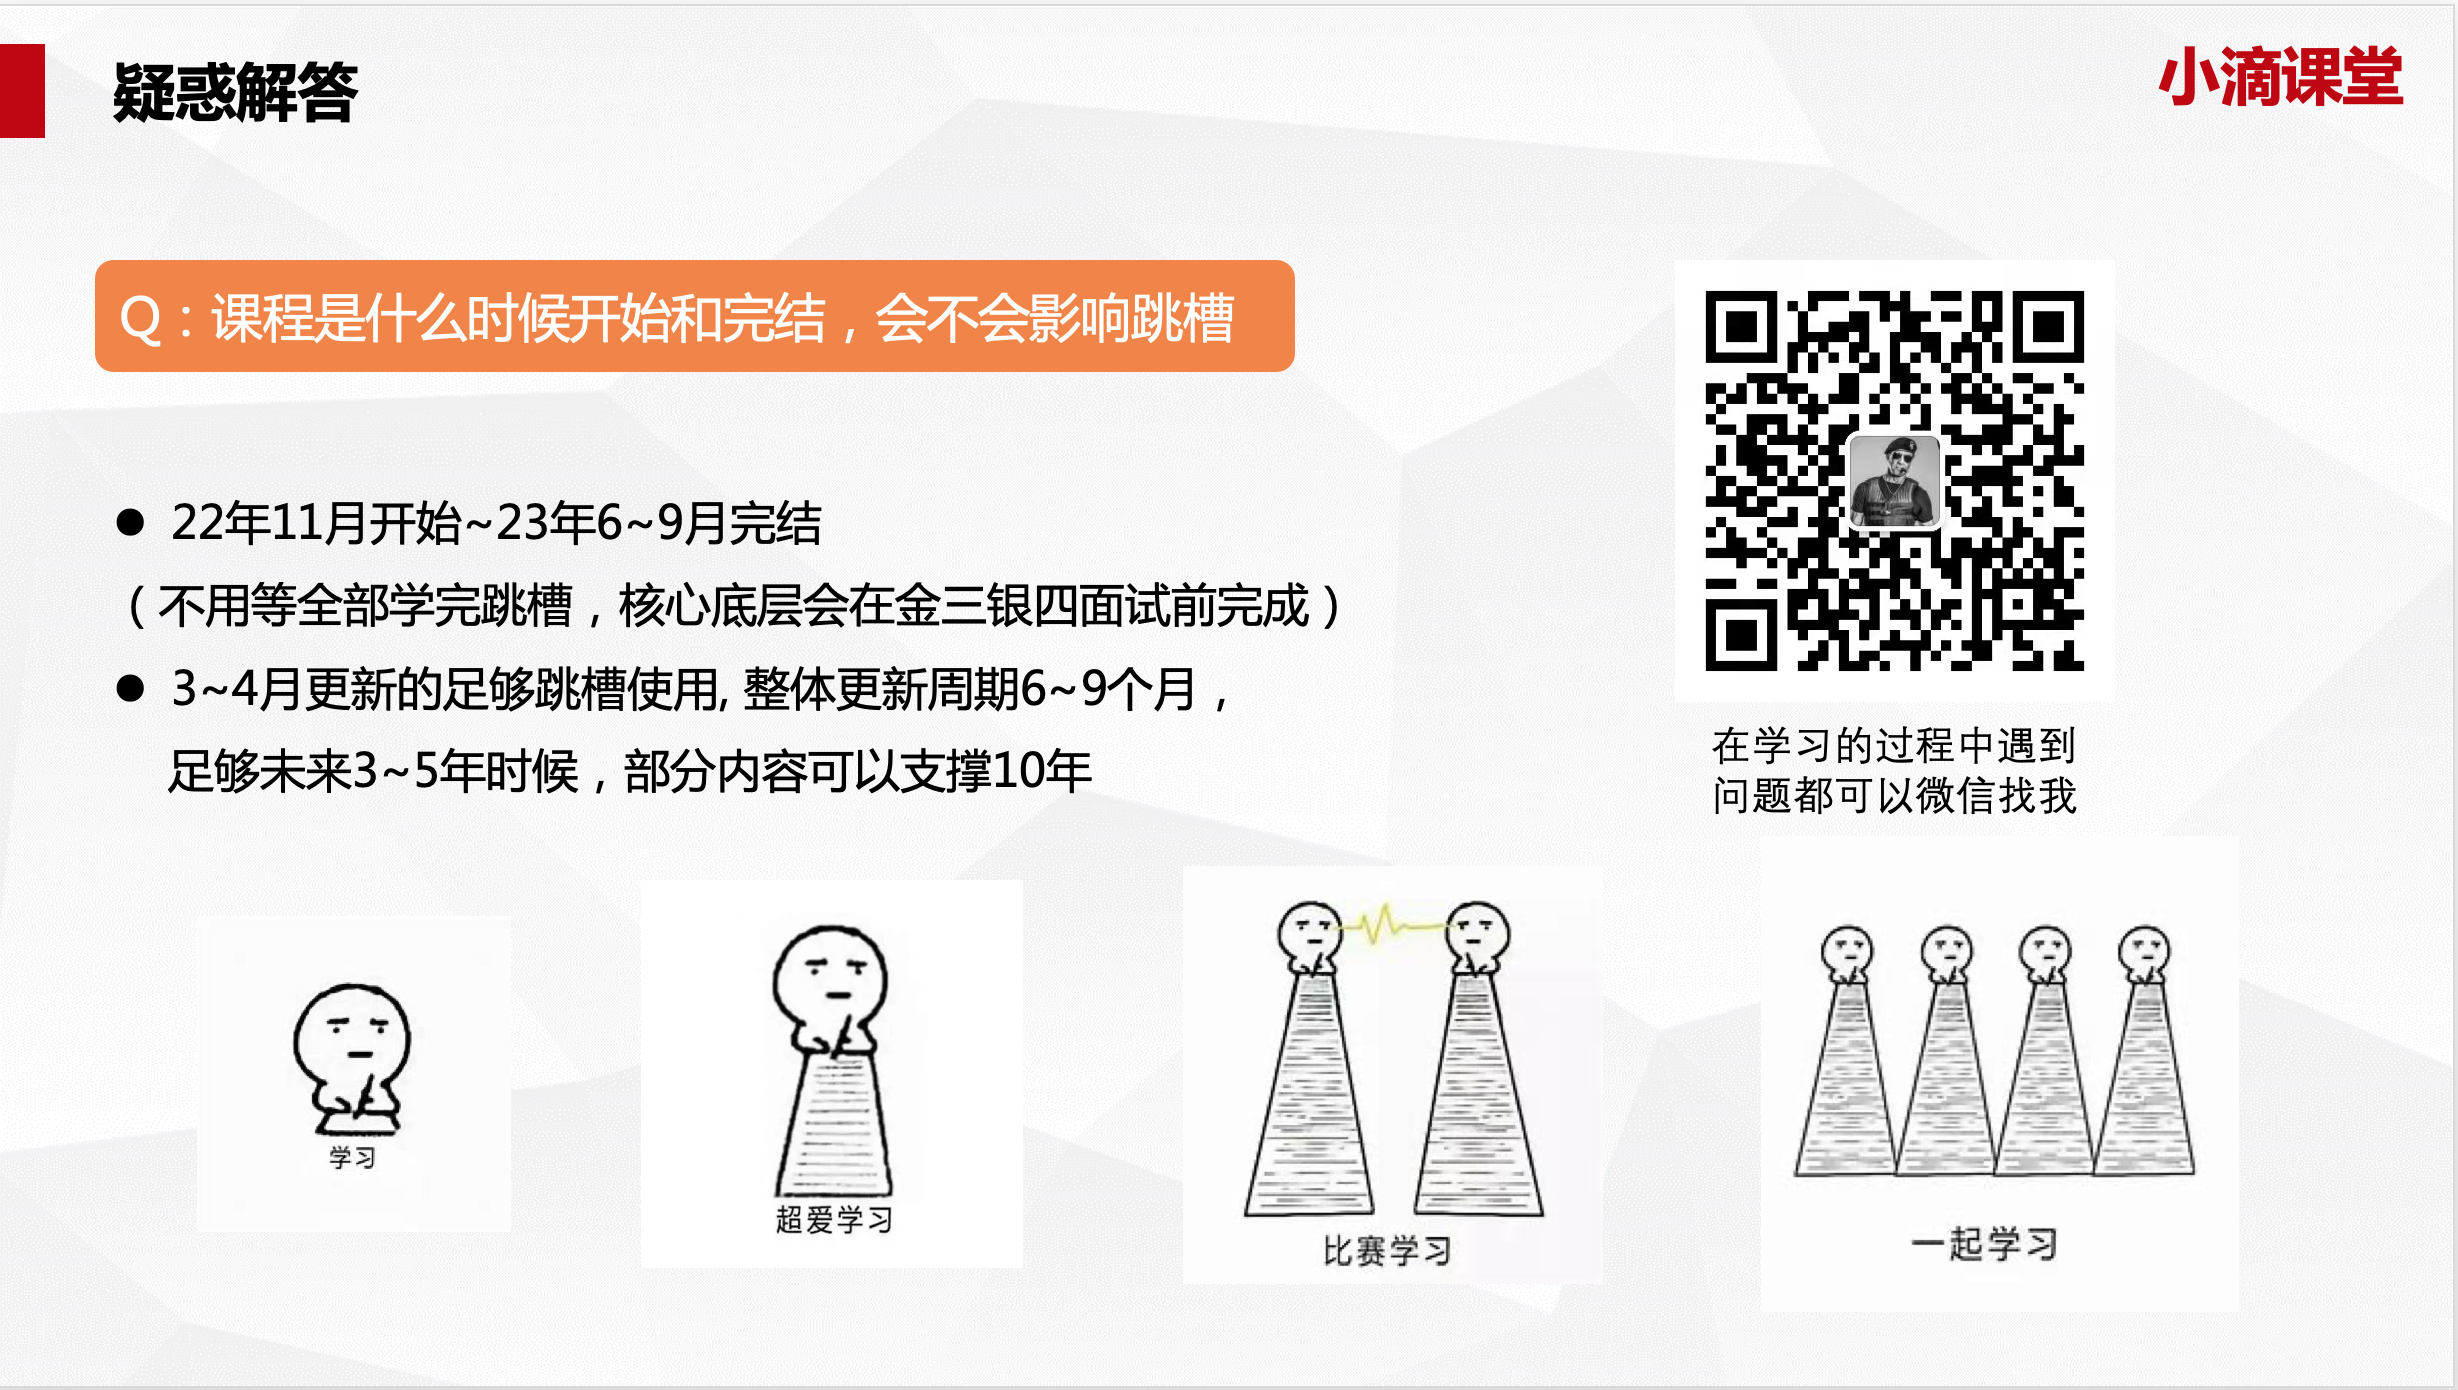 疑惑解答
小滴课堂
Q：课程是什么时候开始和完结，会不会影响跳槽
● 22年11月开始~23年6~9月完结
（不用等全部学完跳槽，核心底层会在金三银四面试前完成）
● 3~4月更新的足够跳槽使用, 整体更新周期6~9个月，
足够未来3~5年时候，部分内容可以支撑10年
在学习的过程中遇到
问题都可以微信找我
学习
超爱学习
比赛学习
一起学习